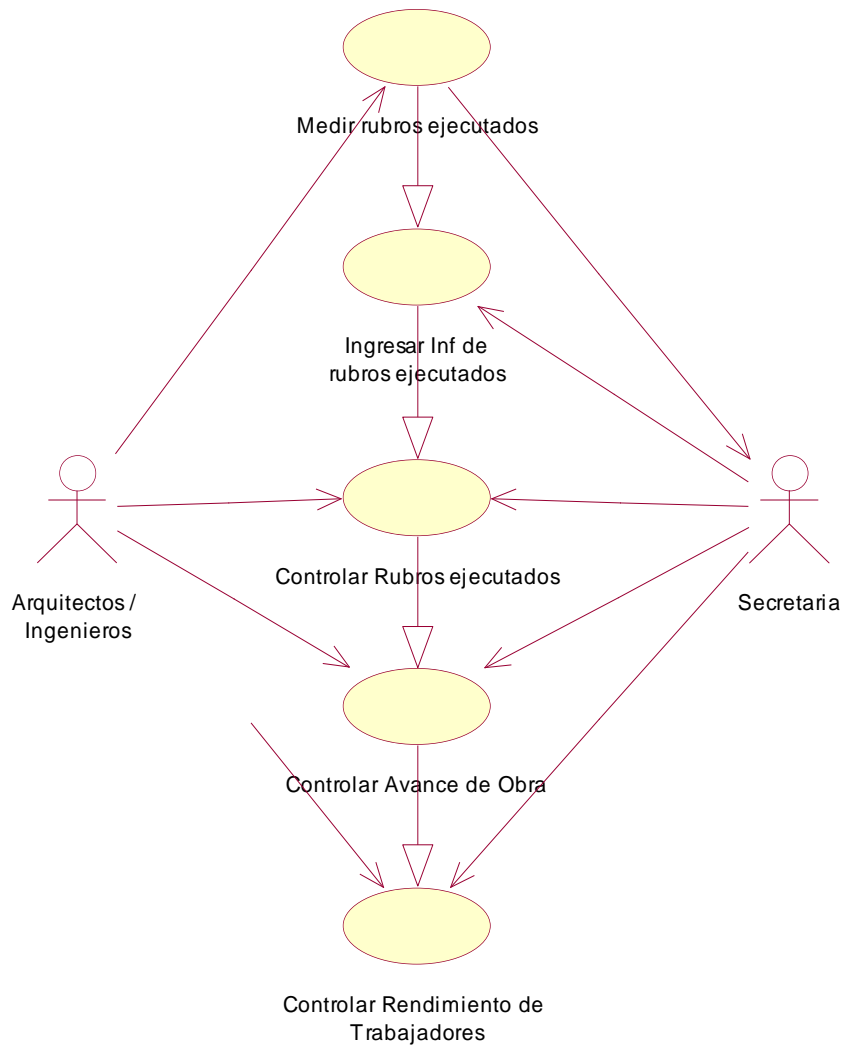 Medir rubros ejecutados
Ingresar Inf de
rubros ejecutados
Controlar Rubros ejecutados
Arquitectos /
Ingenieros
Secretaria
Controlar Avance de Obra
Controlar Rendimiento de
Trabajadores